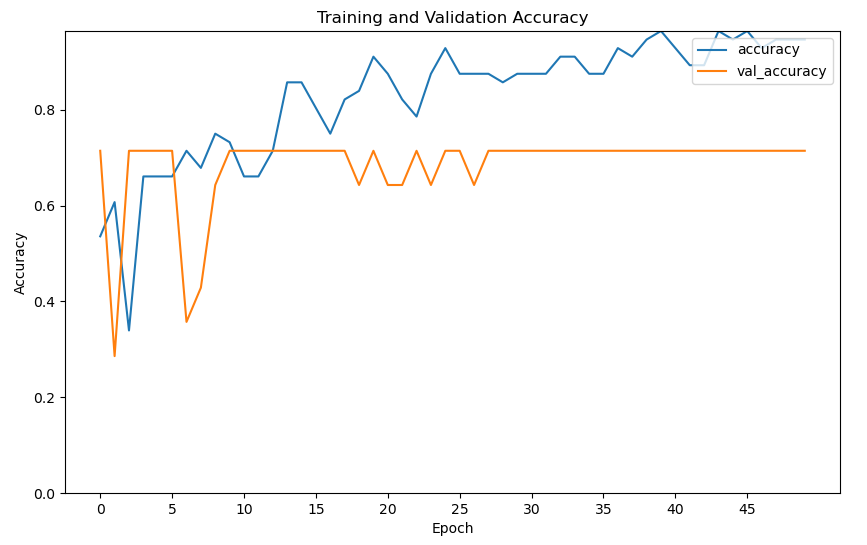 Training and Validation Accuracy
accuracy
val_accuracy
0.8
0.6
0.4
0.2
0.0
Accuracy
0 5 10 15 20 25 30 35 40 45
Epoch